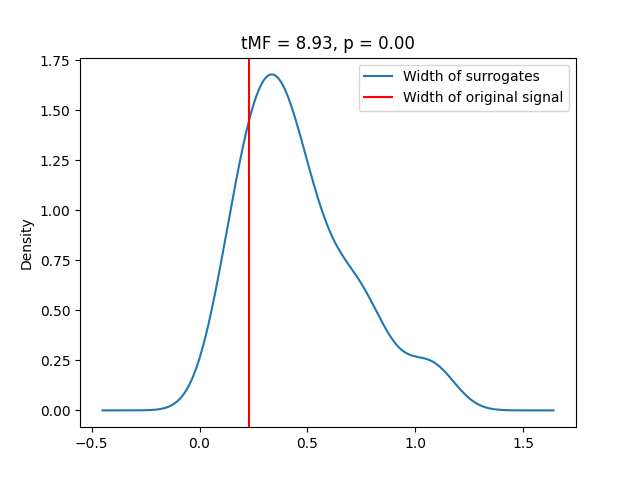 tMF = 8.93, p = 0.00
Width of surrogates
Width of original signal
Density
1.75
1.50
1.25
1.00
0.75
0.50
0.25
0.00
−0.5 0.0 0.5 1.0 1.5